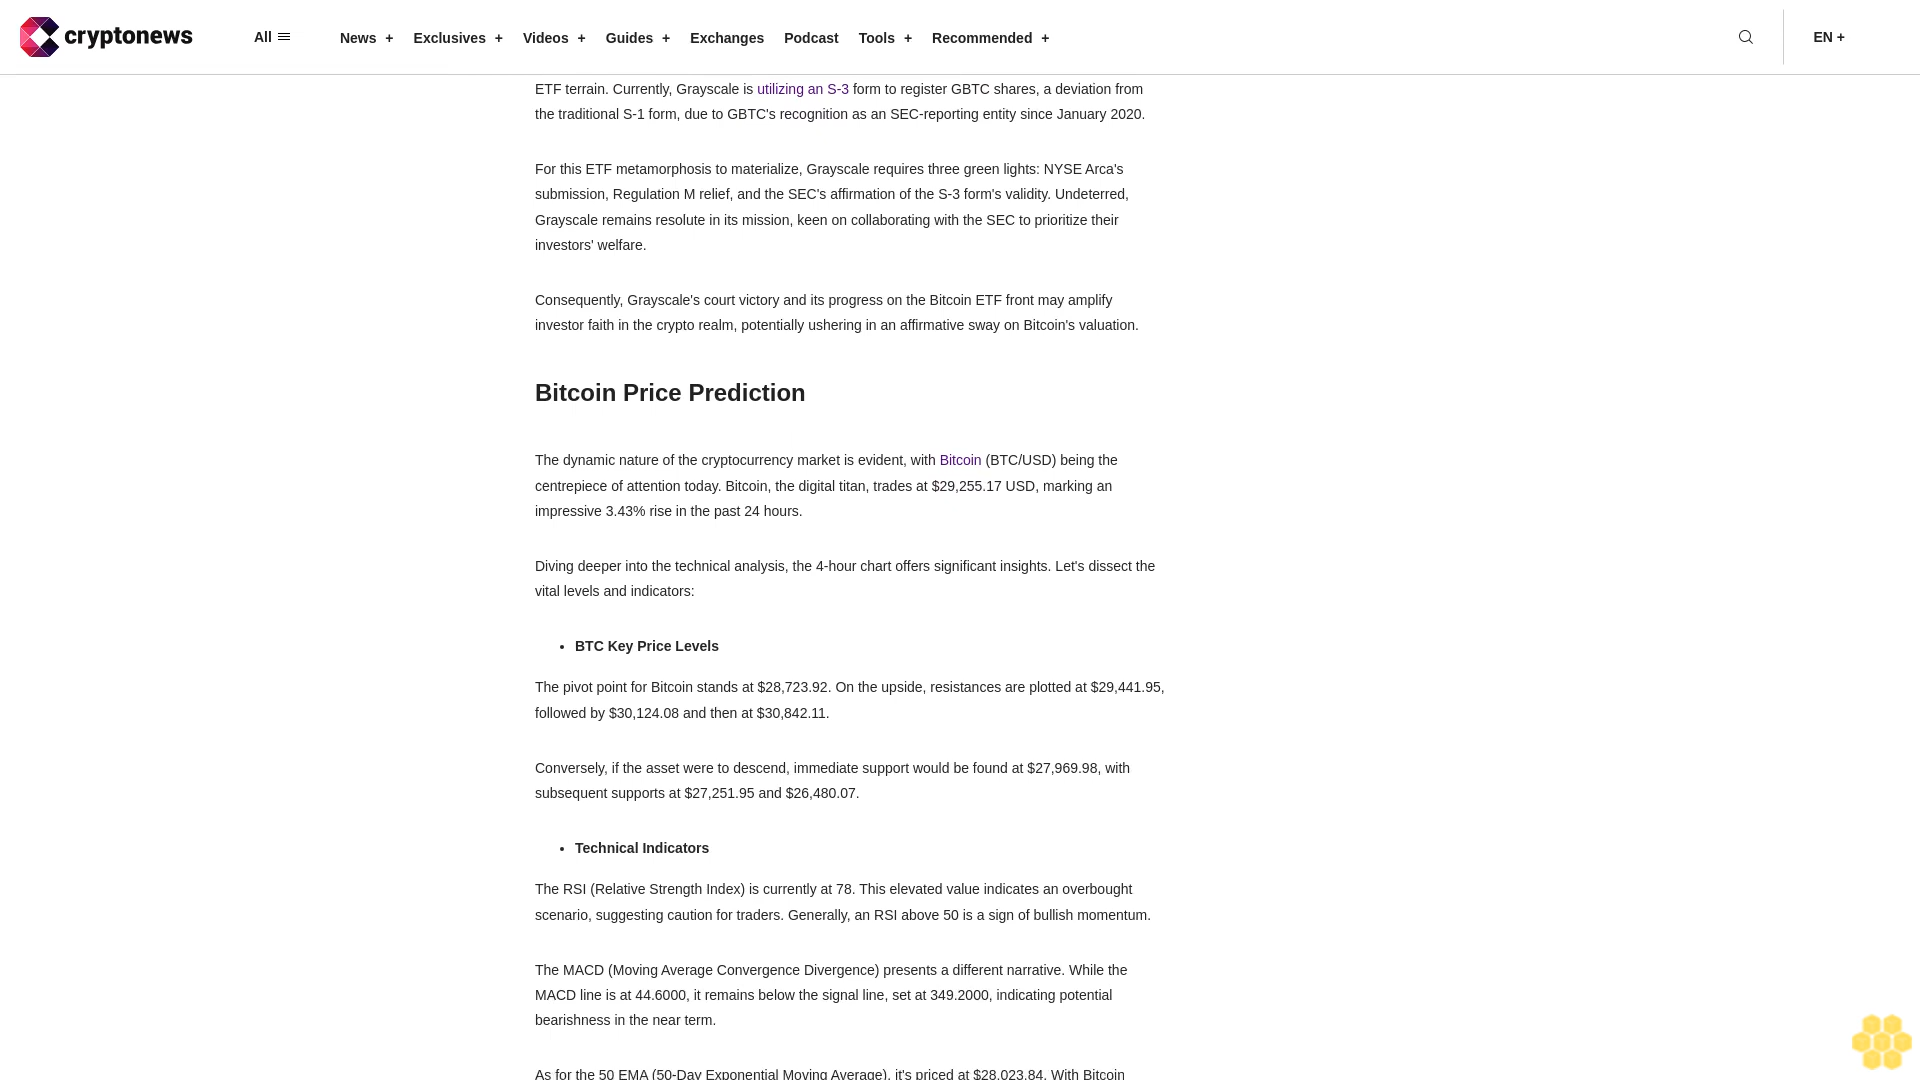 cryptonews All News + Exclusives + Videos + Guides + Exchanges Podcast Tools + Recommended + EN +
ETF terrain. Currently, Grayscale is utilizing an S-3 form to register GBTC shares, a deviation from
the traditional S-1 form, due to GBTC's recognition as an SEC-reporting entity since January 2020.
For this ETF metamorphosis to materialize, Grayscale requires three green lights: NYSE Arca's
submission, Regulation M relief, and the SEC's affirmation of the S-3 form's validity. Undeterred,
Grayscale remains resolute in its mission, keen on collaborating with the SEC to prioritize their
investors' welfare.
Consequently, Grayscale's court victory and its progress on the Bitcoin ETF front may amplify
investor faith in the crypto realm, potentially ushering in an affirmative sway on Bitcoin's valuation.
Bitcoin Price Prediction
The dynamic nature of the cryptocurrency market is evident, with Bitcoin (BTC/USD) being the
centrepiece of attention today. Bitcoin, the digital titan, trades at $29,255.17 USD, marking an
impressive 3.43% rise in the past 24 hours.
Diving deeper into the technical analysis, the 4-hour chart offers significant insights. Let's dissect the
vital levels and indicators:
• BTC Key Price Levels
The pivot point for Bitcoin stands at $28,723.92. On the upside, resistances are plotted at $29,441.95,
followed by $30,124.08 and then at $30,842.11.
Conversely, if the asset were to descend, immediate support would be found at $27,969.98, with
subsequent supports at $27,251.95 and $26,480.07.
• Technical Indicators
The RSI (Relative Strength Index) is currently at 78. This elevated value indicates an overbought
scenario, suggesting caution for traders. Generally, an RSI above 50 is a sign of bullish momentum.
The MACD (Moving Average Convergence Divergence) presents a different narrative. While the
MACD line is at 44.6000, it remains below the signal line, set at 349.2000, indicating potential
bearishness in the near term.
As for the 50 EMA (50-Day Exponential Moving Average), it's priced at $28,023.84. With Bitcoin